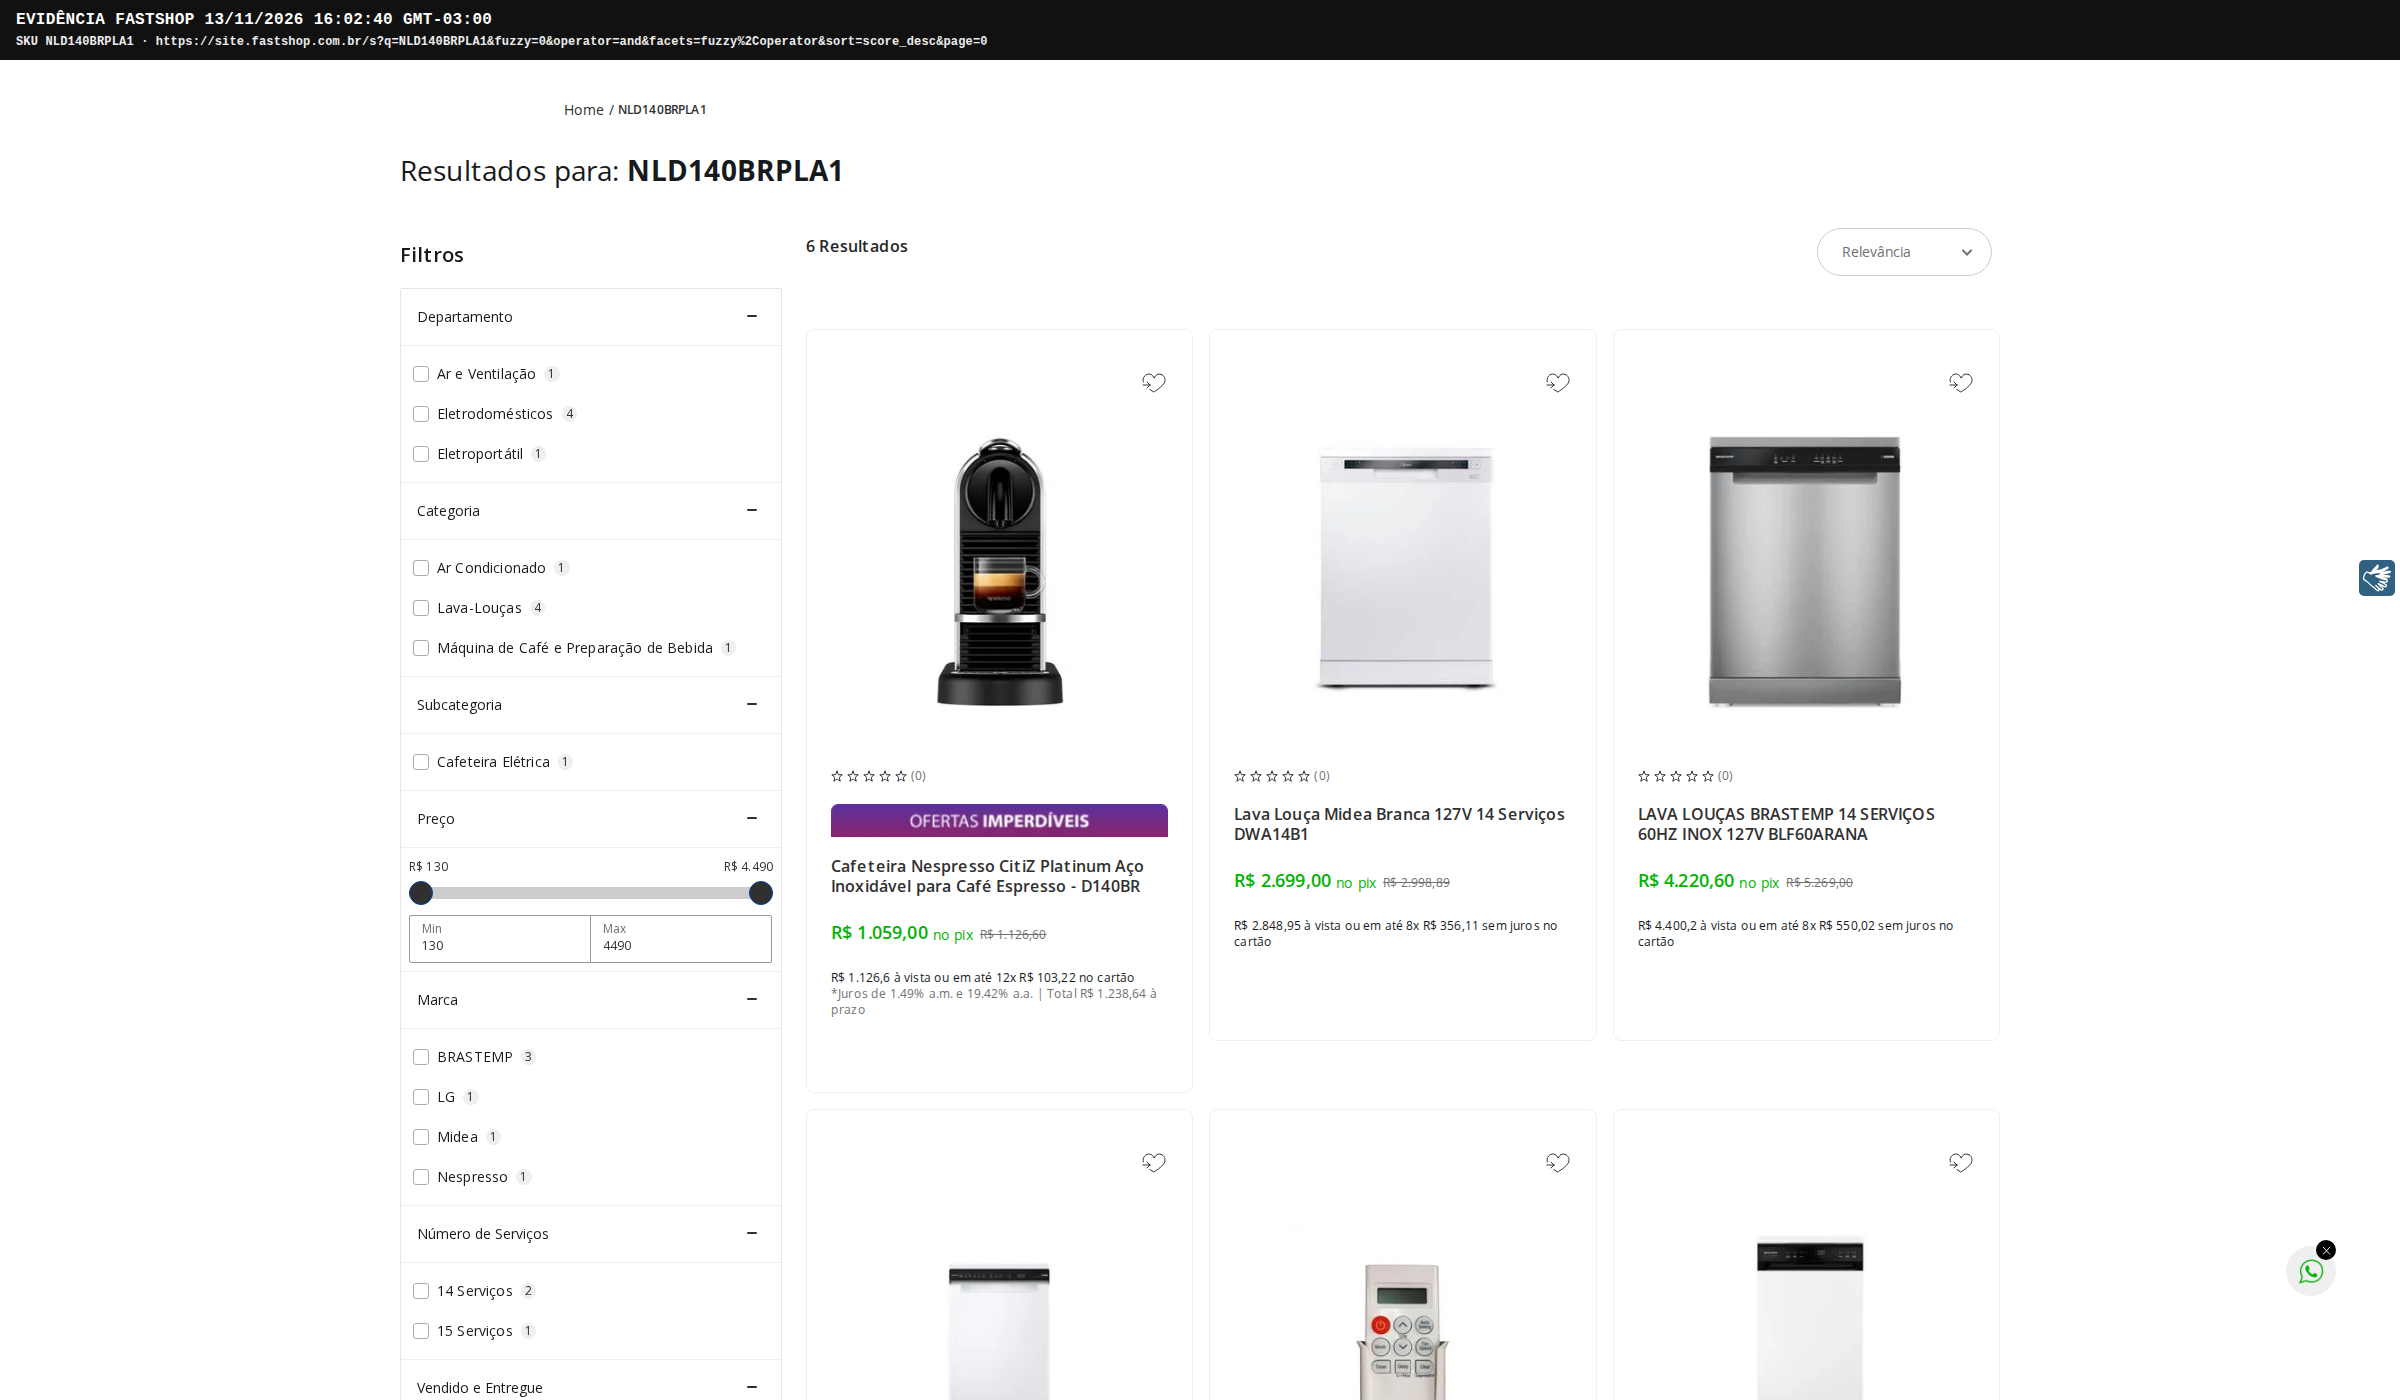 EVIDÊNCIA FASTSHOP 13/11/2026 16:02:40 GMT-03:00
SKU NLD140BRPLA1 · https://site.fastshop.com.br/s?q=NLD140BRPLA1&fuzzy=0&operator=and&facets=fuzzy%2Coperator&sort=score_desc&page=0
Home / NLD140BRPLA1
Resultados para: NLD140BRPLA1
Filtros
6 Resultados
Relevância
Departamento
Ar e Ventilação 1
Eletrodomésticos 4
Eletroportátil 1
Categoria
Ar Condicionado 1
Lava-Louças 4
Máquina de Café e Preparação de Bebida 1
Subcategoria
Cafeteira Elétrica 1
Preço
R$ 130
R$ 4.490
Min
130
Max
4490
Marca
BRASTEMP 3
LG 1
Midea 1
Nespresso 1
Número de Serviços
14 Serviços 2
15 Serviços 1
Vendido e Entregue
(0)
OFERTAS IMPERDÍVEIS
Cafeteira Nespresso CitiZ Platinum Aço
Inoxidável para Café Espresso - D140BR
R$ 1.059,00 no pix R$ 1.126,60
R$ 1.126,6 à vista ou em até 12x R$ 103,22 no cartão
*Juros de 1.49% a.m. e 19.42% a.a. | Total R$ 1.238,64 à
prazo
(0)
Lava Louça Midea Branca 127V 14 Serviços
DWA14B1
R$ 2.699,00 no pix R$ 2.998,89
R$ 2.848,95 à vista ou em até 8x R$ 356,11 sem juros no
cartão
(0)
LAVA LOUÇAS BRASTEMP 14 SERVIÇOS
60HZ INOX 127V BLF60ARANA
R$ 4.220,60 no pix R$ 5.269,00
R$ 4.400,2 à vista ou em até 8x R$ 550,02 sem juros no
cartão